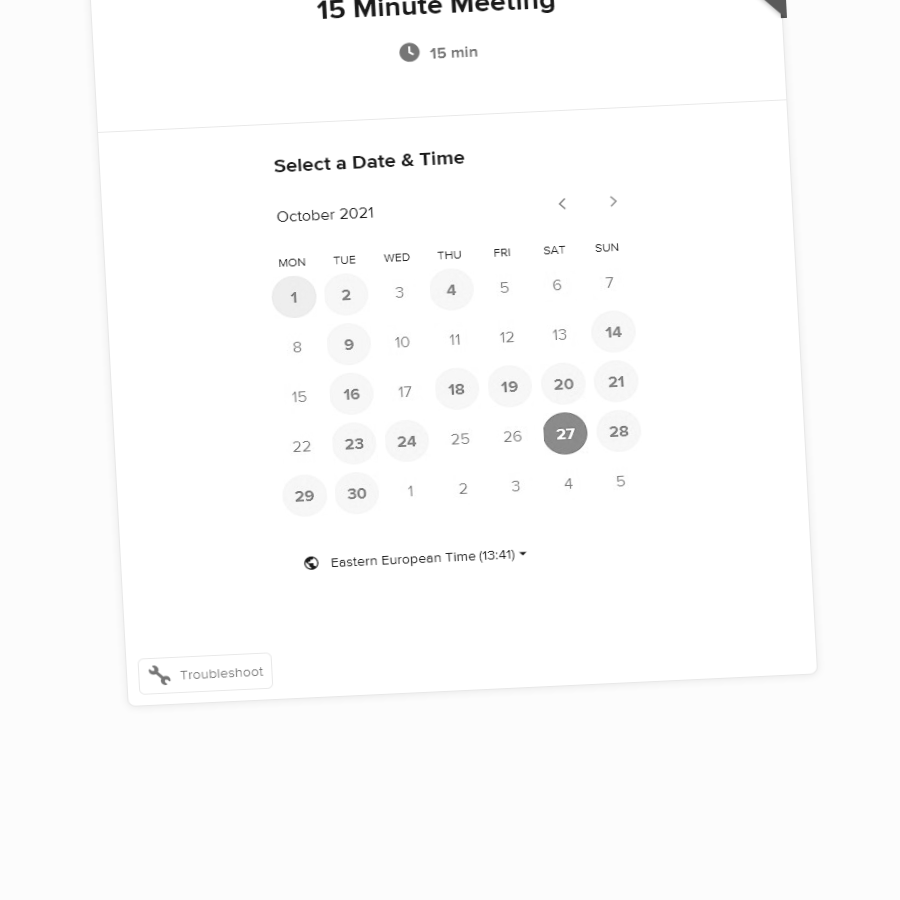 15 Minute Meeting
15 min
Select a Date & Time
October 2021
MON TUE WED THU FRI SAT SUN
1 2 3 4 5 6 7
8 9 10 11 12 13 14
15 16 17 18 19 20 21
22 23 24 25 26 27 28
29 30 1 2 3 4 5
Eastern European Time (13:41)
Troubleshoot